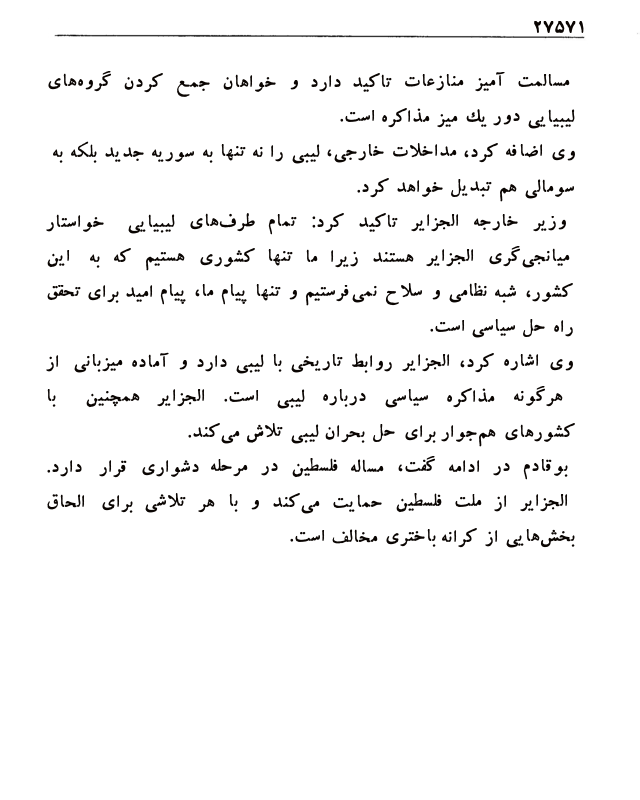 ۲۷۵۷۱
مسالمت آمیز منازعات تاکید دارد و خواهان جمع کردن گروه‌های
لیبیایی دور یك میز مذاکره است.
وی اضافه کرد، مداخلات خارجی، لیبی را نه تنها به سوریه جدید بلکه به
سومالی هم تبدیل خواهد کرد.
وزیر خارجه الجزایر تاکید کرد: تمام طرف‌های لیبیایی خواستار
میانجی‌گری الجزایر هستند زیرا ما تنها کشوری هستیم که به این
کشور، شبه نظامی و سلاح نمی‌فرستیم و تنها پیام ما، پیام امید برای تحقق
راه حل سیاسی است.
وی اشاره کرد، الجزایر روابط تاریخی با لیبی دارد و آماده میزبانی از
هرگونه مذاکره سیاسی درباره لیبی است. الجزایر همچنین با
کشورهای هم‌جوار برای حل بحران لیبی تلاش می‌کند.
بوقادم در ادامه گفت، مساله فلسطین در مرحله دشواری قرار دارد.
الجزایر از ملت فلسطین حمایت می‌کند و با هر تلاشی برای الحاق
بخش‌هایی از کرانه باختری مخالف است.